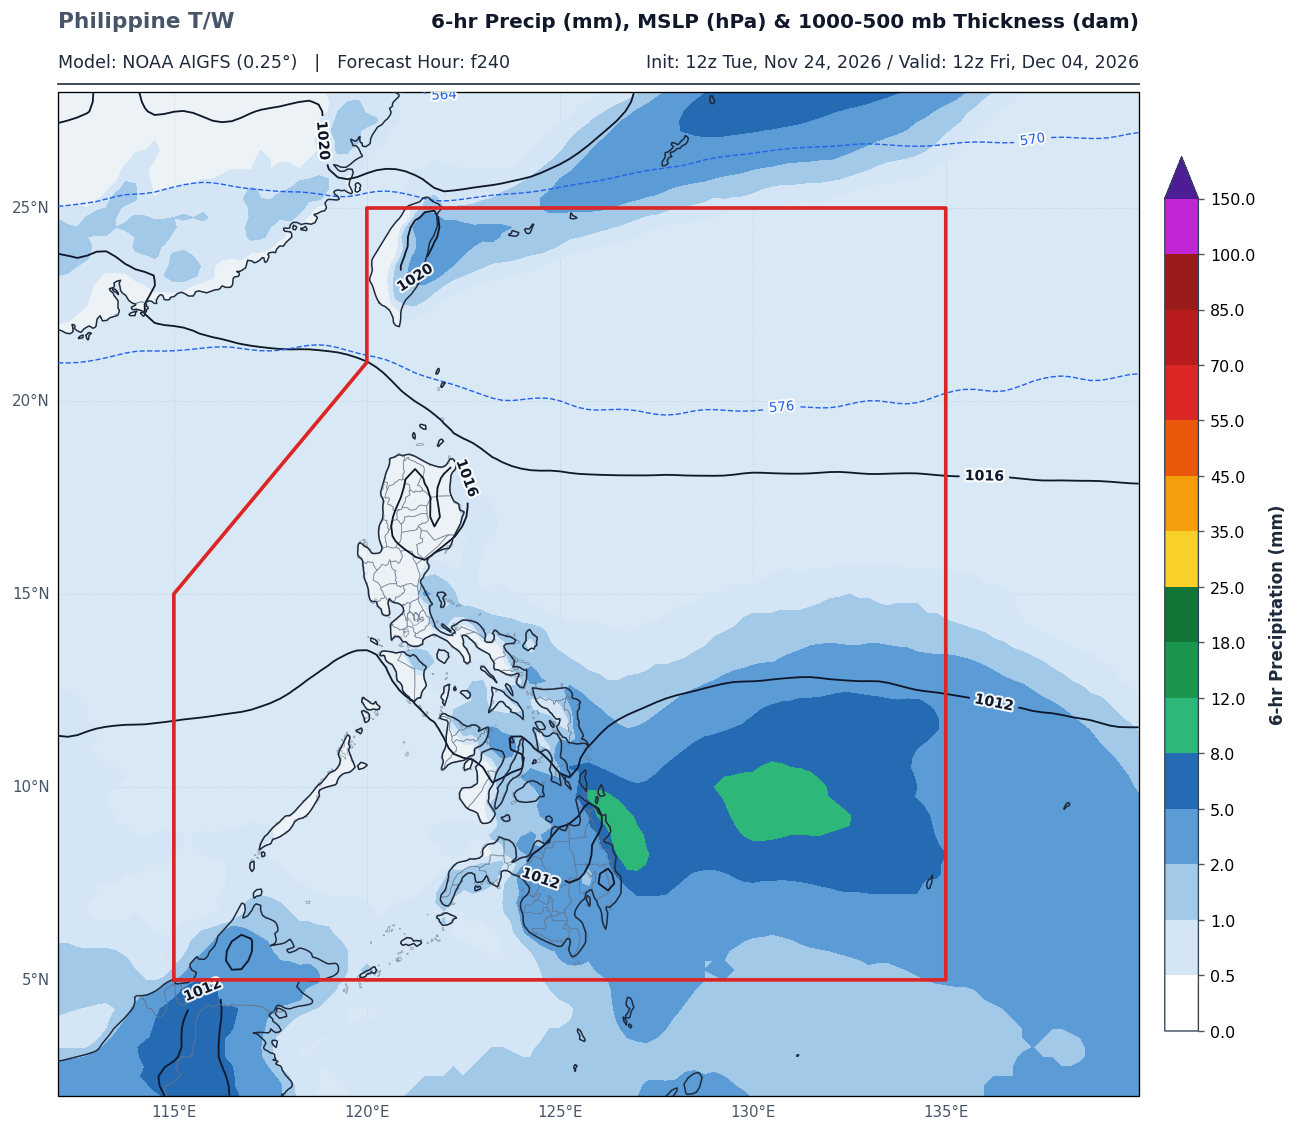 Philippine T/W
6-hr Precip (mm), MSLP (hPa) & 1000-500 mb Thickness (dam)
Model: NOAA AIGFS (0.25°) | Forecast Hour: f240
Init: 12z Tue, Nov 24, 2026 / Valid: 12z Fri, Dec 04, 2026
564
1020
570
25°N
1020
20°N
576
1016
1016
15°N
1012
10°N
1012
5°N
1012
115°E
120°E
125°E
130°E
135°E
150.0
100.0
85.0
70.0
55.0
45.0
35.0
25.0
18.0
12.0
8.0
5.0
2.0
1.0
0.5
0.0
6-hr Precipitation (mm)